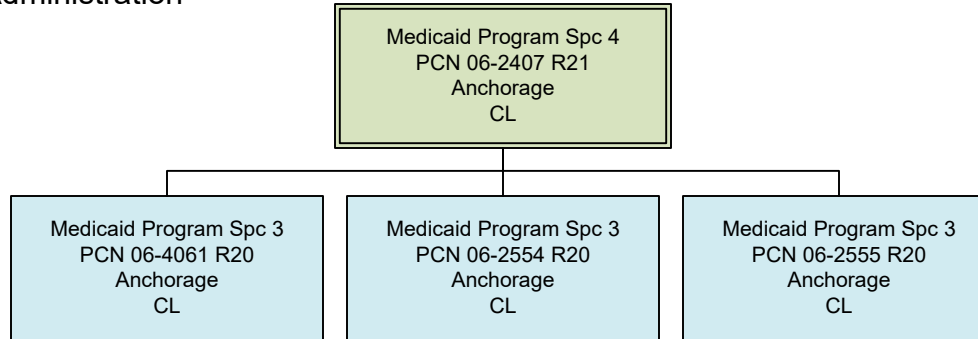 Medicaid Program Spc 4
PCN 06-2407 R21
Anchorage
CL
Medicaid Program Spc 3
PCN 06-4061 R20
Anchorage
CL
Medicaid Program Spc 3
PCN 06-2554 R20
Anchorage
CL
Medicaid Program Spc 3
PCN 06-2555 R20
Anchorage
CL